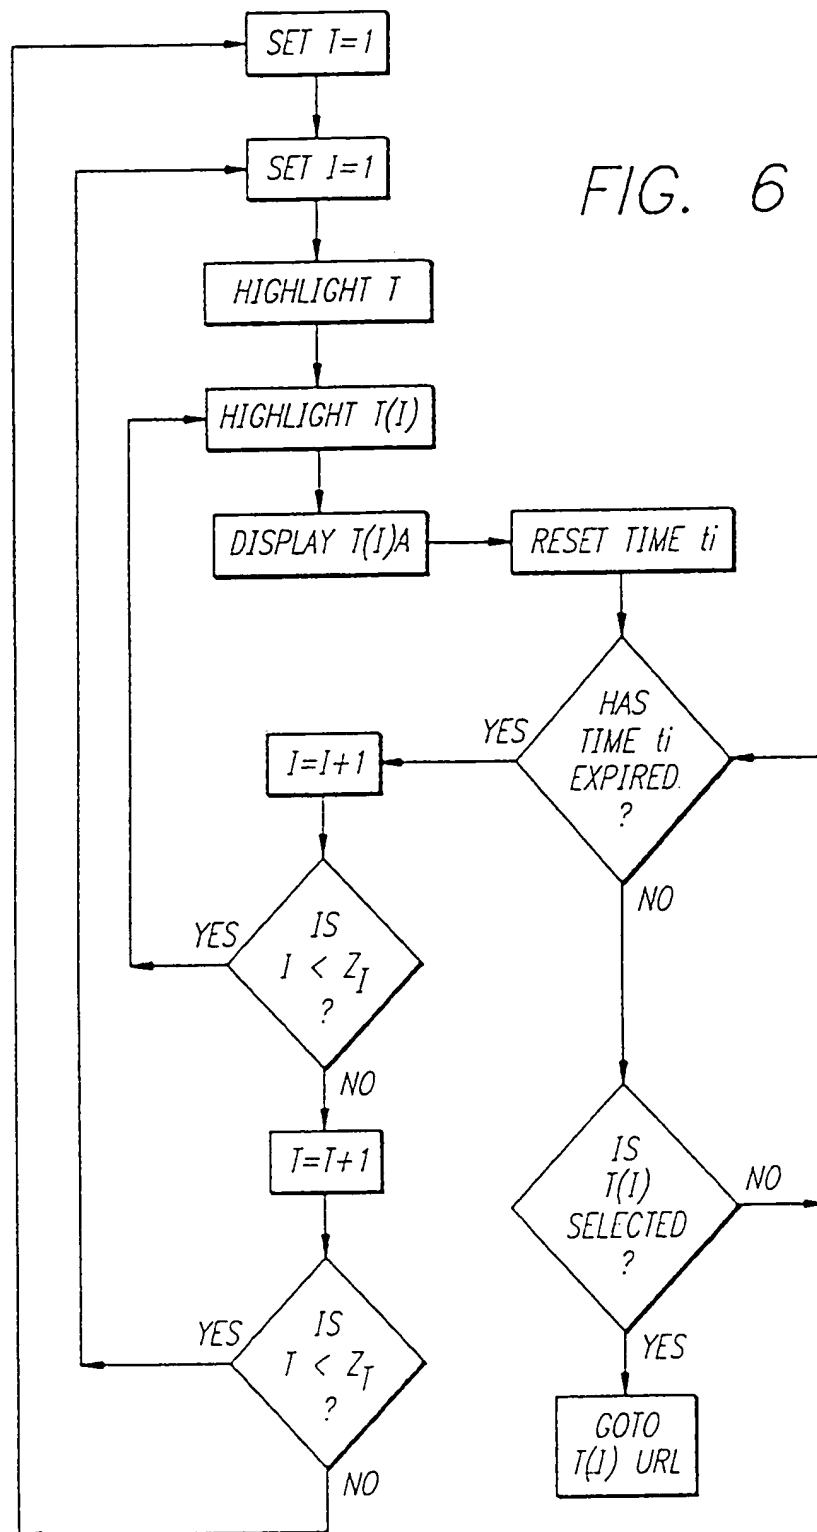 SET T=1
SET I=1
FIG. 6
HIGHLIGHT T
HIGHLIGHT T(I)
DISPLAY T(I)A
RESET TIME ti
HAS
TIME ti
EXPIRED
?
YES
NO
I=I+1
IS
I < Z_I
?
YES
NO
T=T+1
IS
T(I)
SELECTED
?
NO
YES
IS
T < Z_T
?
YES
NO
GOTO
T(I) URL